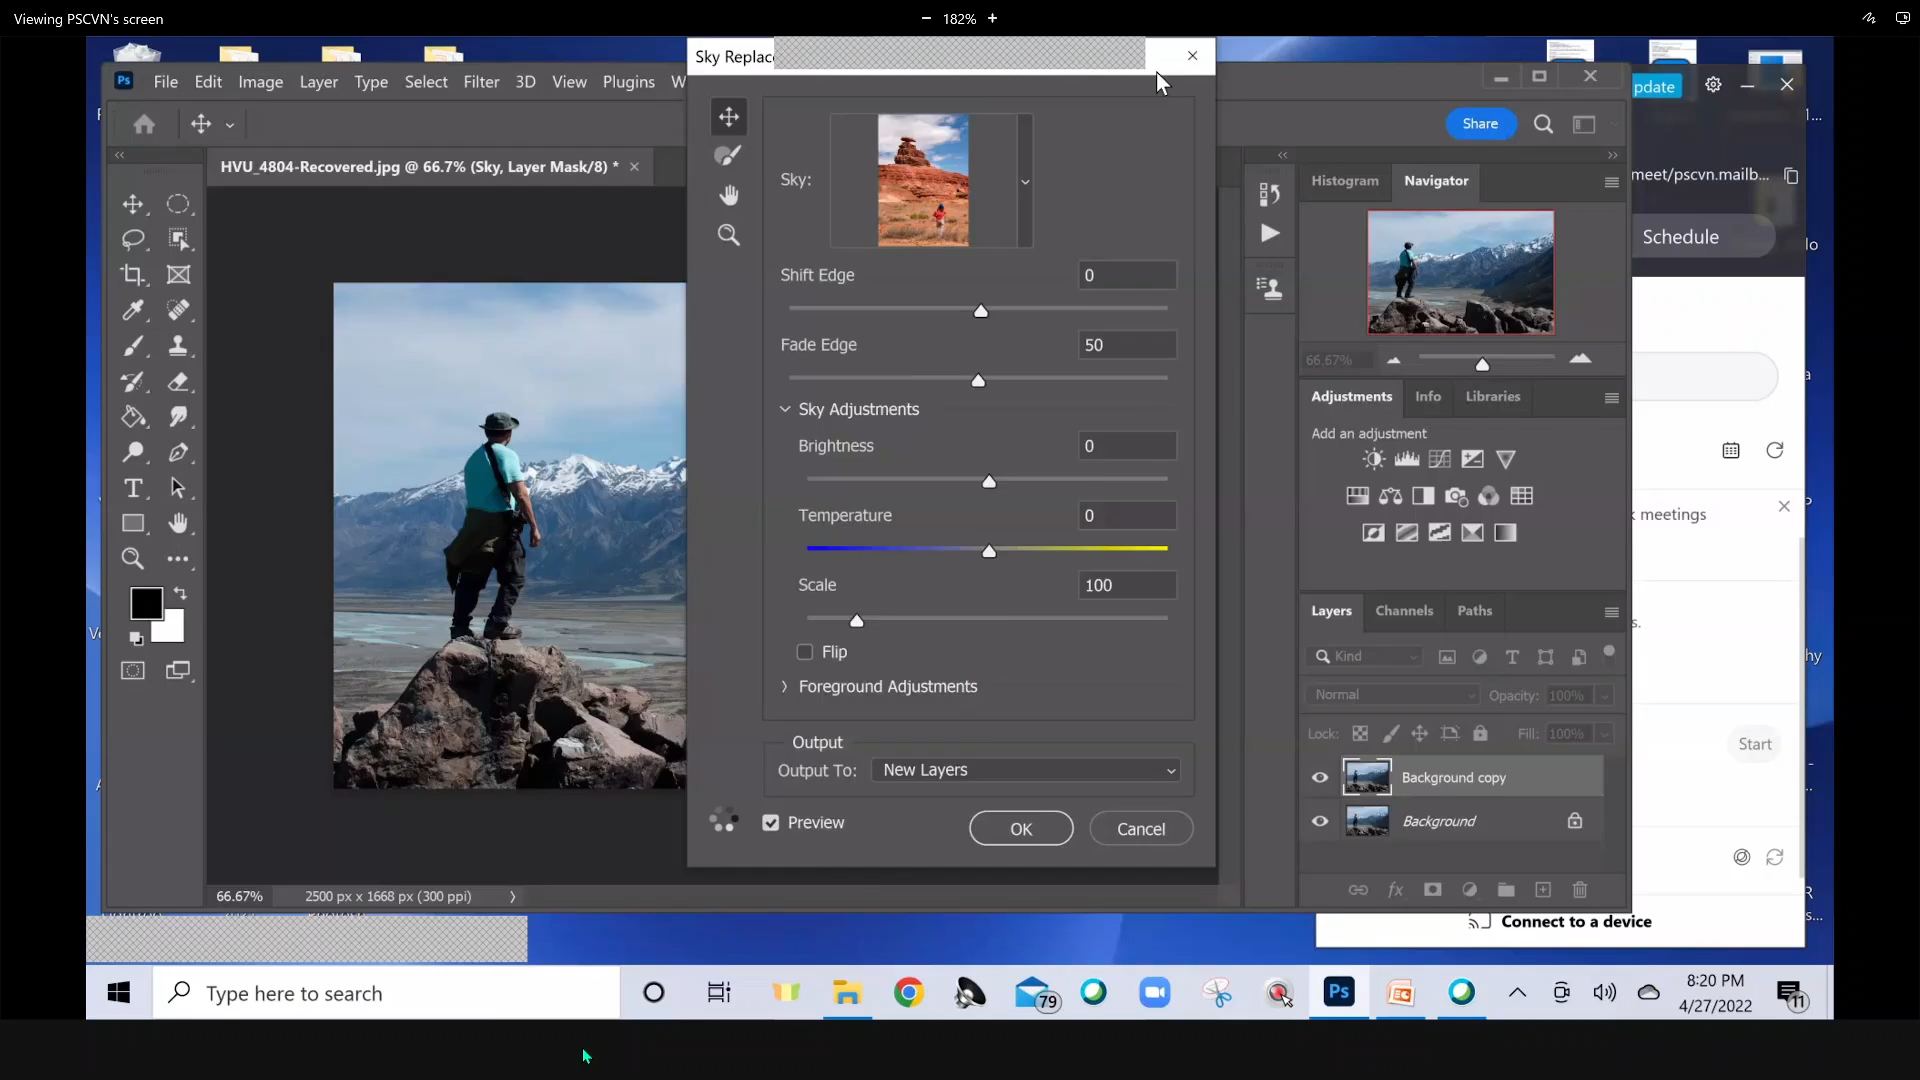 Viewing PSCVN's screen
− 182% +
Sky Replac
Ps File Edit Image Layer Type Select Filter 3D View Plugins W
pdate
Share
HVU_4804-Recovered.jpg @ 66.7% (Sky, Layer Mask/8) *
Sky:
Histogram Navigator
meet/pscvn.mailb...
Schedule
lo
Shift Edge 0
Fade Edge 50
66.67%
Sky Adjustments
Adjustments Info Libraries
Brightness 0
Add an adjustment
Temperature 0
meetings
Scale 100
Layers Channels Paths
s.
Flip
Kind
hy
Foreground Adjustments
Normal Opacity: 100%
Lock: Fill: 100%
Output
Start
Output To: New Layers
Background copy
Preview
OK Cancel
Background
66.67% 2500 px x 1668 px (300 ppi)
fx
R
s...
Connect to a device
Type here to search
79
Ps
8:20 PM
4/27/2022
11